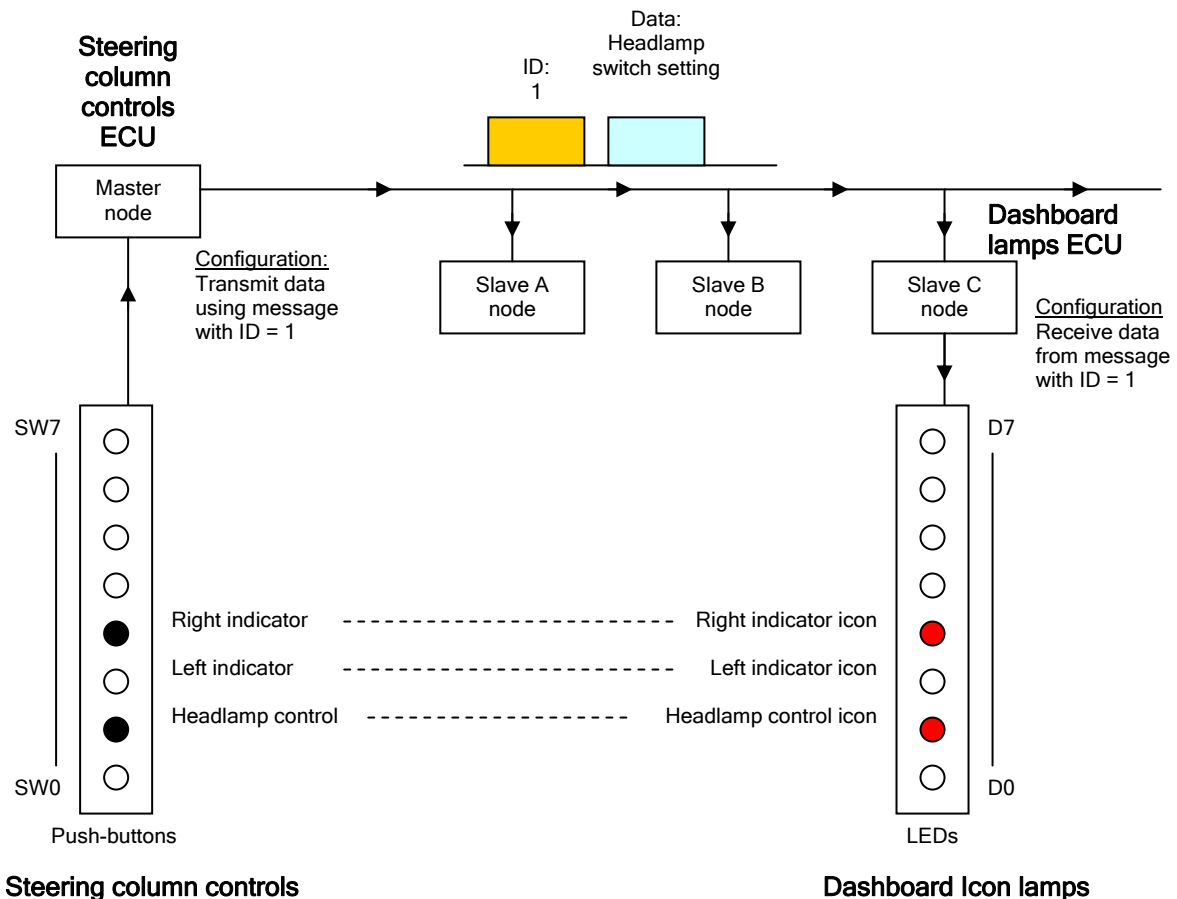 Steering
column
controls
ECU
Data:
Headlamp
switch setting
ID:
1
Master
node
Configuration:
Transmit data
using message
with ID = 1
Slave A
node
Slave B
node
Dashboard
lamps ECU
Slave C
node
Configuration
Receive data
from message
with ID = 1
SW7
D7
Right indicator
Right indicator icon
Left indicator
Left indicator icon
Headlamp control
Headlamp control icon
SW0
D0
Push-buttons
LEDs
Steering column controls
Dashboard Icon lamps